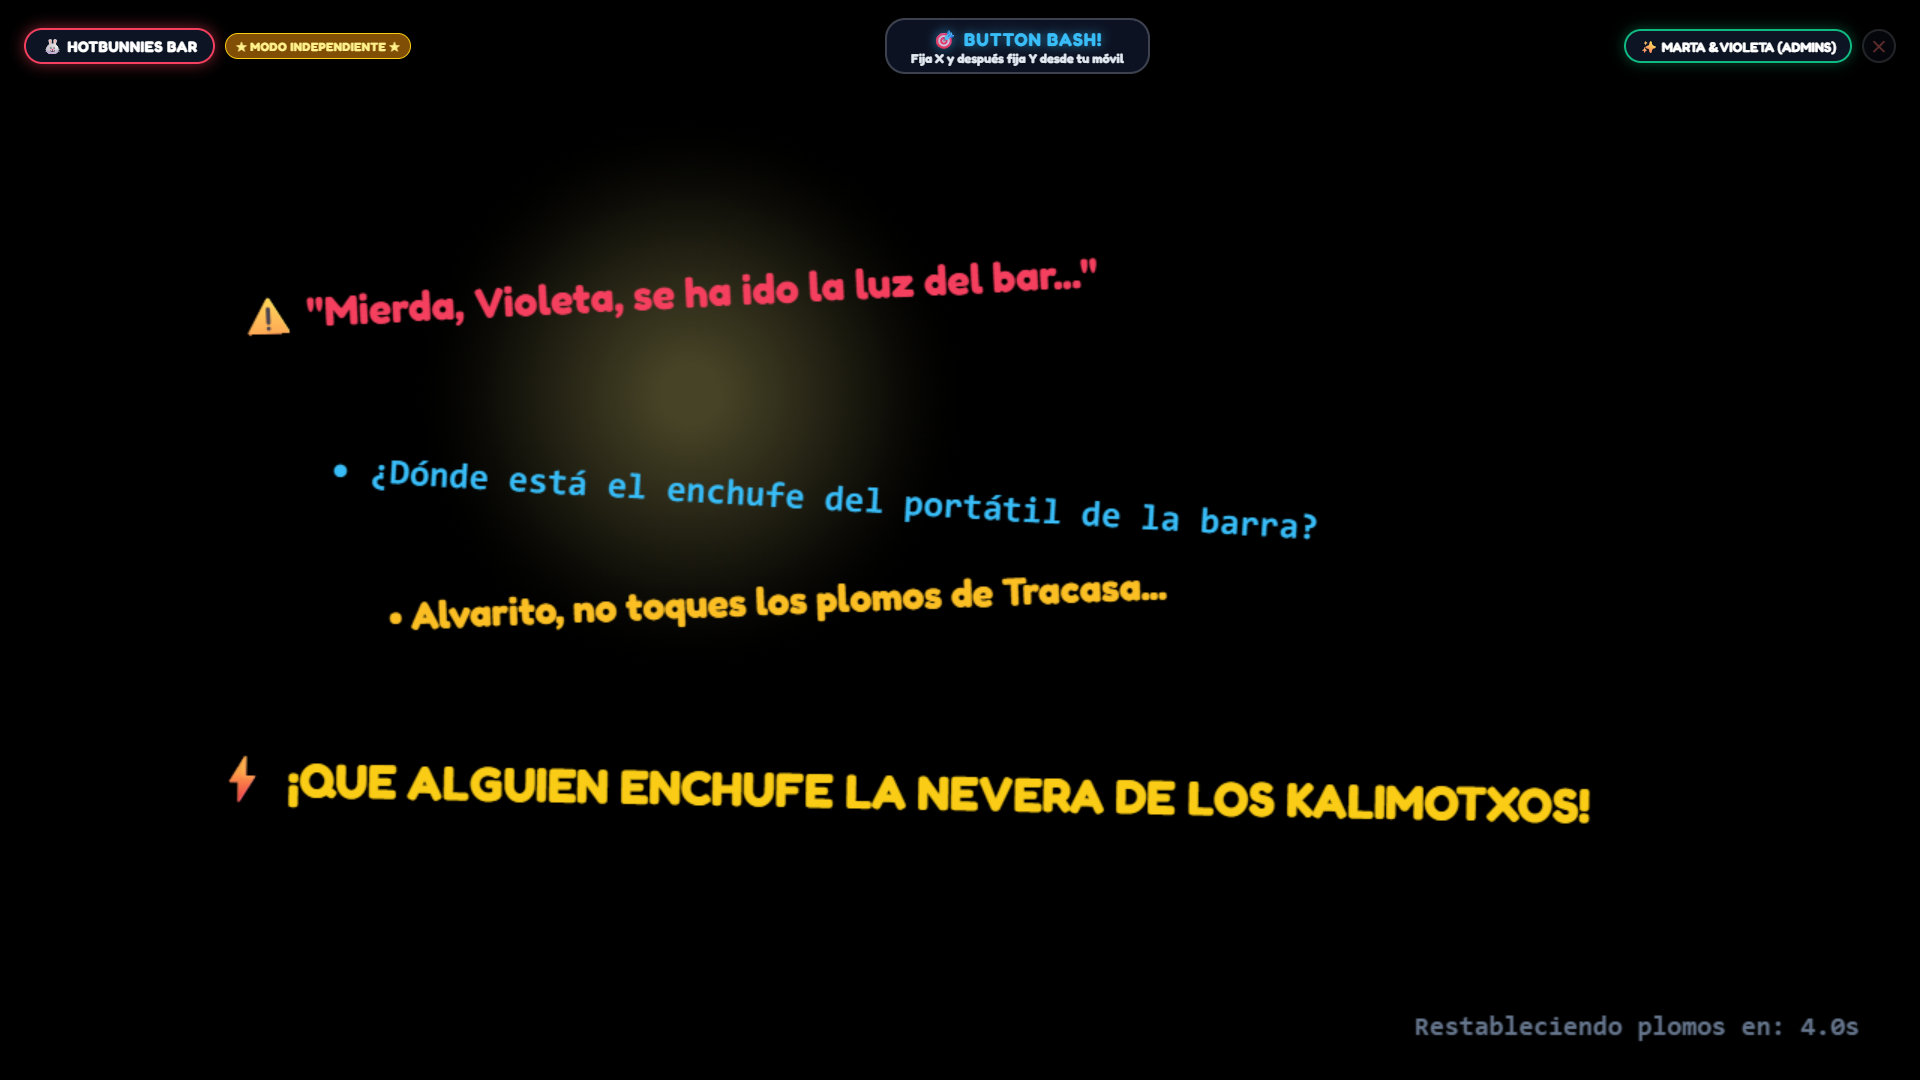 🐰 HOTBUNNIES BAR
★ MODO INDEPENDIENTE ★
🎯 BUTTON BASH!
Fija X y después fija Y desde tu móvil
✨ MARTA & VIOLETA (ADMINS)
✕
⚠️ "Mierda, Violeta, se ha ido la luz del bar..."
• ¿Dónde está el enchufe del portátil de la barra?
• Alvarito, no toques los plomos de Tracasa...
⚡ ¡QUE ALGUIEN ENCHUFE LA NEVERA DE LOS KALIMOTXOS!
Restableciendo plomos en: 4.0s